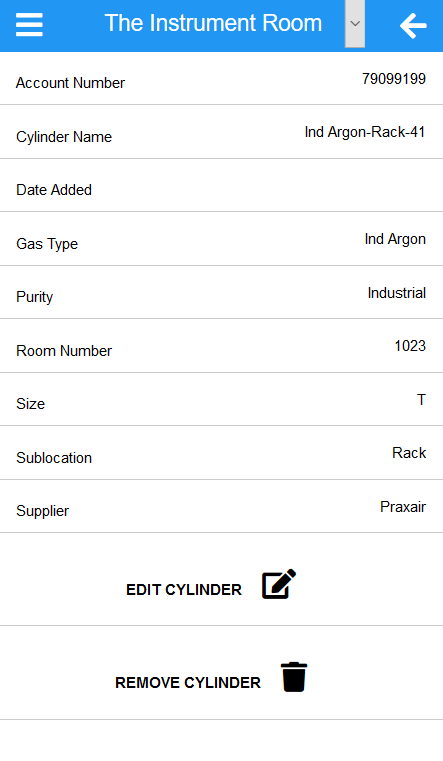 The Instrument Room
Account Number 79099199
Cylinder Name Ind Argon-Rack-41
Date Added
Gas Type Ind Argon
Purity Industrial
Room Number 1023
Size T
Sublocation Rack
Supplier Praxair
EDIT CYLINDER
REMOVE CYLINDER